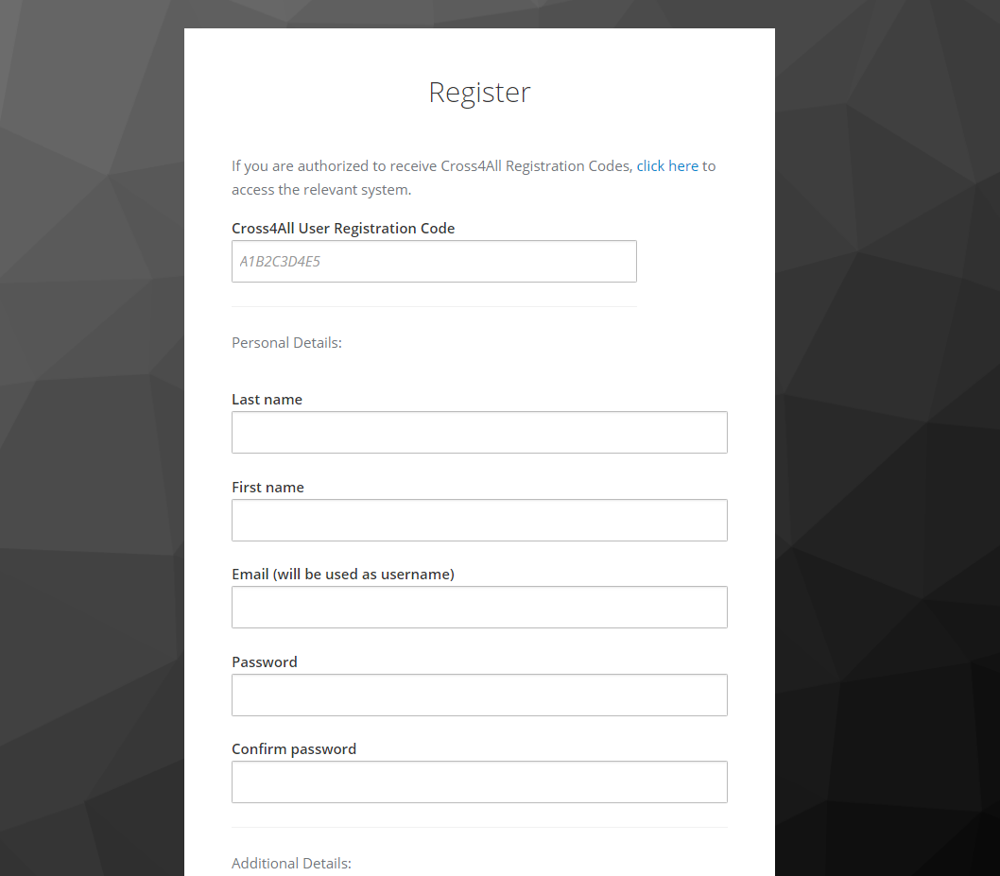 Register
If you are authorized to receive Cross4All Registration Codes, click here to
access the relevant system.
Cross4All User Registration Code
A1B2C3D4E5
Personal Details:
Last name
First name
Email (will be used as username)
Password
Confirm password
Additional Details: